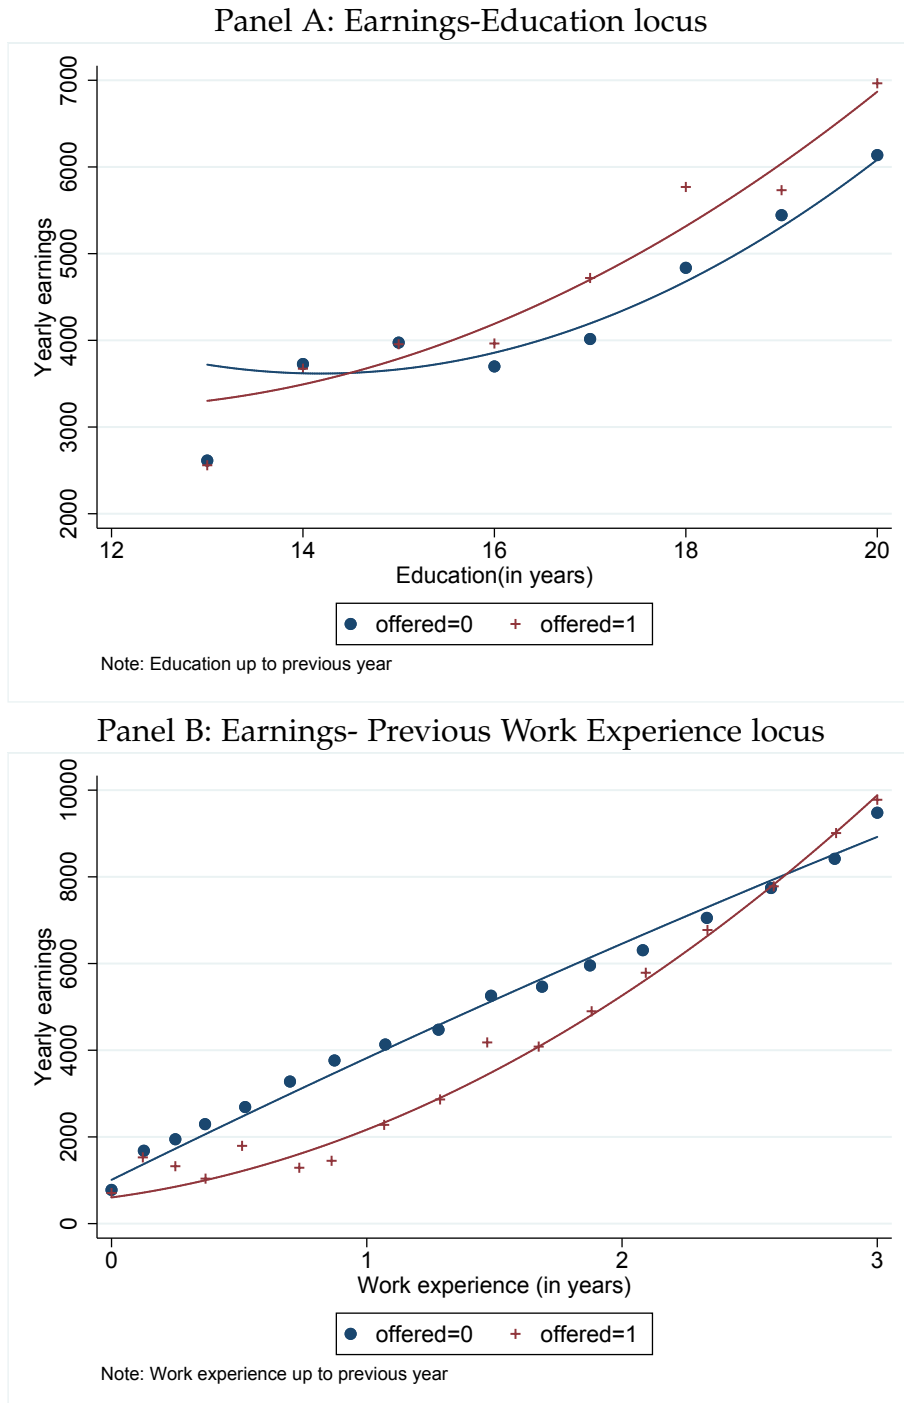 Panel A: Earnings-Education locus
Yearly earnings
7000
6000
5000
4000
3000
2000
12 14 16 18 20
Education(in years)
offered=0 offered=1
Note: Education up to previous year
Panel B: Earnings- Previous Work Experience locus
Yearly earnings
10000
8000
6000
4000
2000
0
0 1 2 3
Work experience (in years)
offered=0 offered=1
Note: Work experience up to previous year